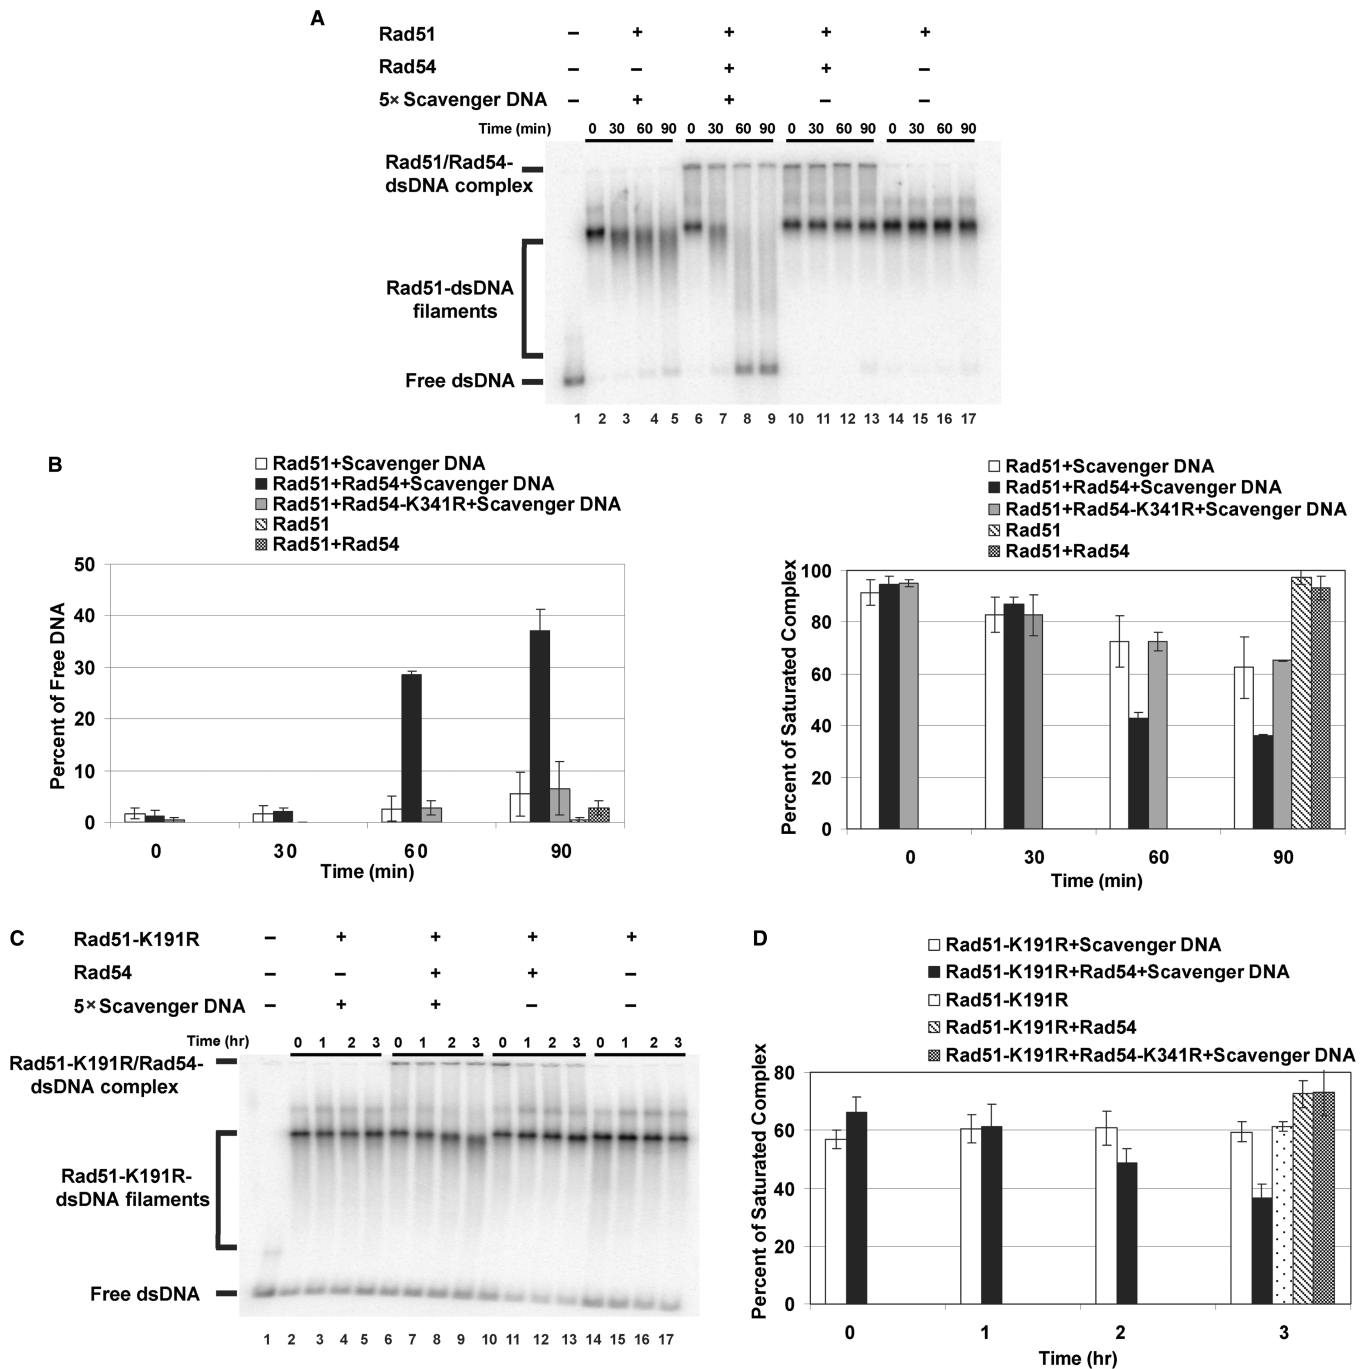 A
Rad51 – + + + +
Rad54 – – + + –
5× Scavenger DNA – + + – –
Time (min) 0 30 60 90 0 30 60 90 0 30 60 90 0 30 60 90
Rad51/Rad54-
dsDNA complex
Rad51-dsDNA
filaments
Free dsDNA
1 2 3 4 5 6 7 8 9 10 11 12 13 14 15 16 17
B
Rad51+Scavenger DNA
Rad51+Rad54+Scavenger DNA
Rad51+Rad54-K341R+Scavenger DNA
Rad51
Rad51+Rad54
Percent of Free DNA
50
40
30
20
10
0
0 30 60 90
Time (min)
Rad51+Scavenger DNA
Rad51+Rad54+Scavenger DNA
Rad51+Rad54-K341R+Scavenger DNA
Rad51
Rad51+Rad54
Percent of Saturated Complex
100
80
60
40
20
0
0 30 60 90
Time (min)
C
Rad51-K191R – + + + +
Rad54 – – + + –
5× Scavenger DNA – + + – –
Time (hr) 0 1 2 3 0 1 2 3 0 1 2 3 0 1 2 3
Rad51-K191R/Rad54-
dsDNA complex
Rad51-K191R-
dsDNA filaments
Free dsDNA
1 2 3 4 5 6 7 8 9 10 11 12 13 14 15 16 17
D
Rad51-K191R+Scavenger DNA
Rad51-K191R+Rad54+Scavenger DNA
Rad51-K191R
Rad51-K191R+Rad54
Rad51-K191R+Rad54-K341R+Scavenger DNA
Percent of Saturated Complex
80
60
40
20
0
0 1 2 3
Time (hr)